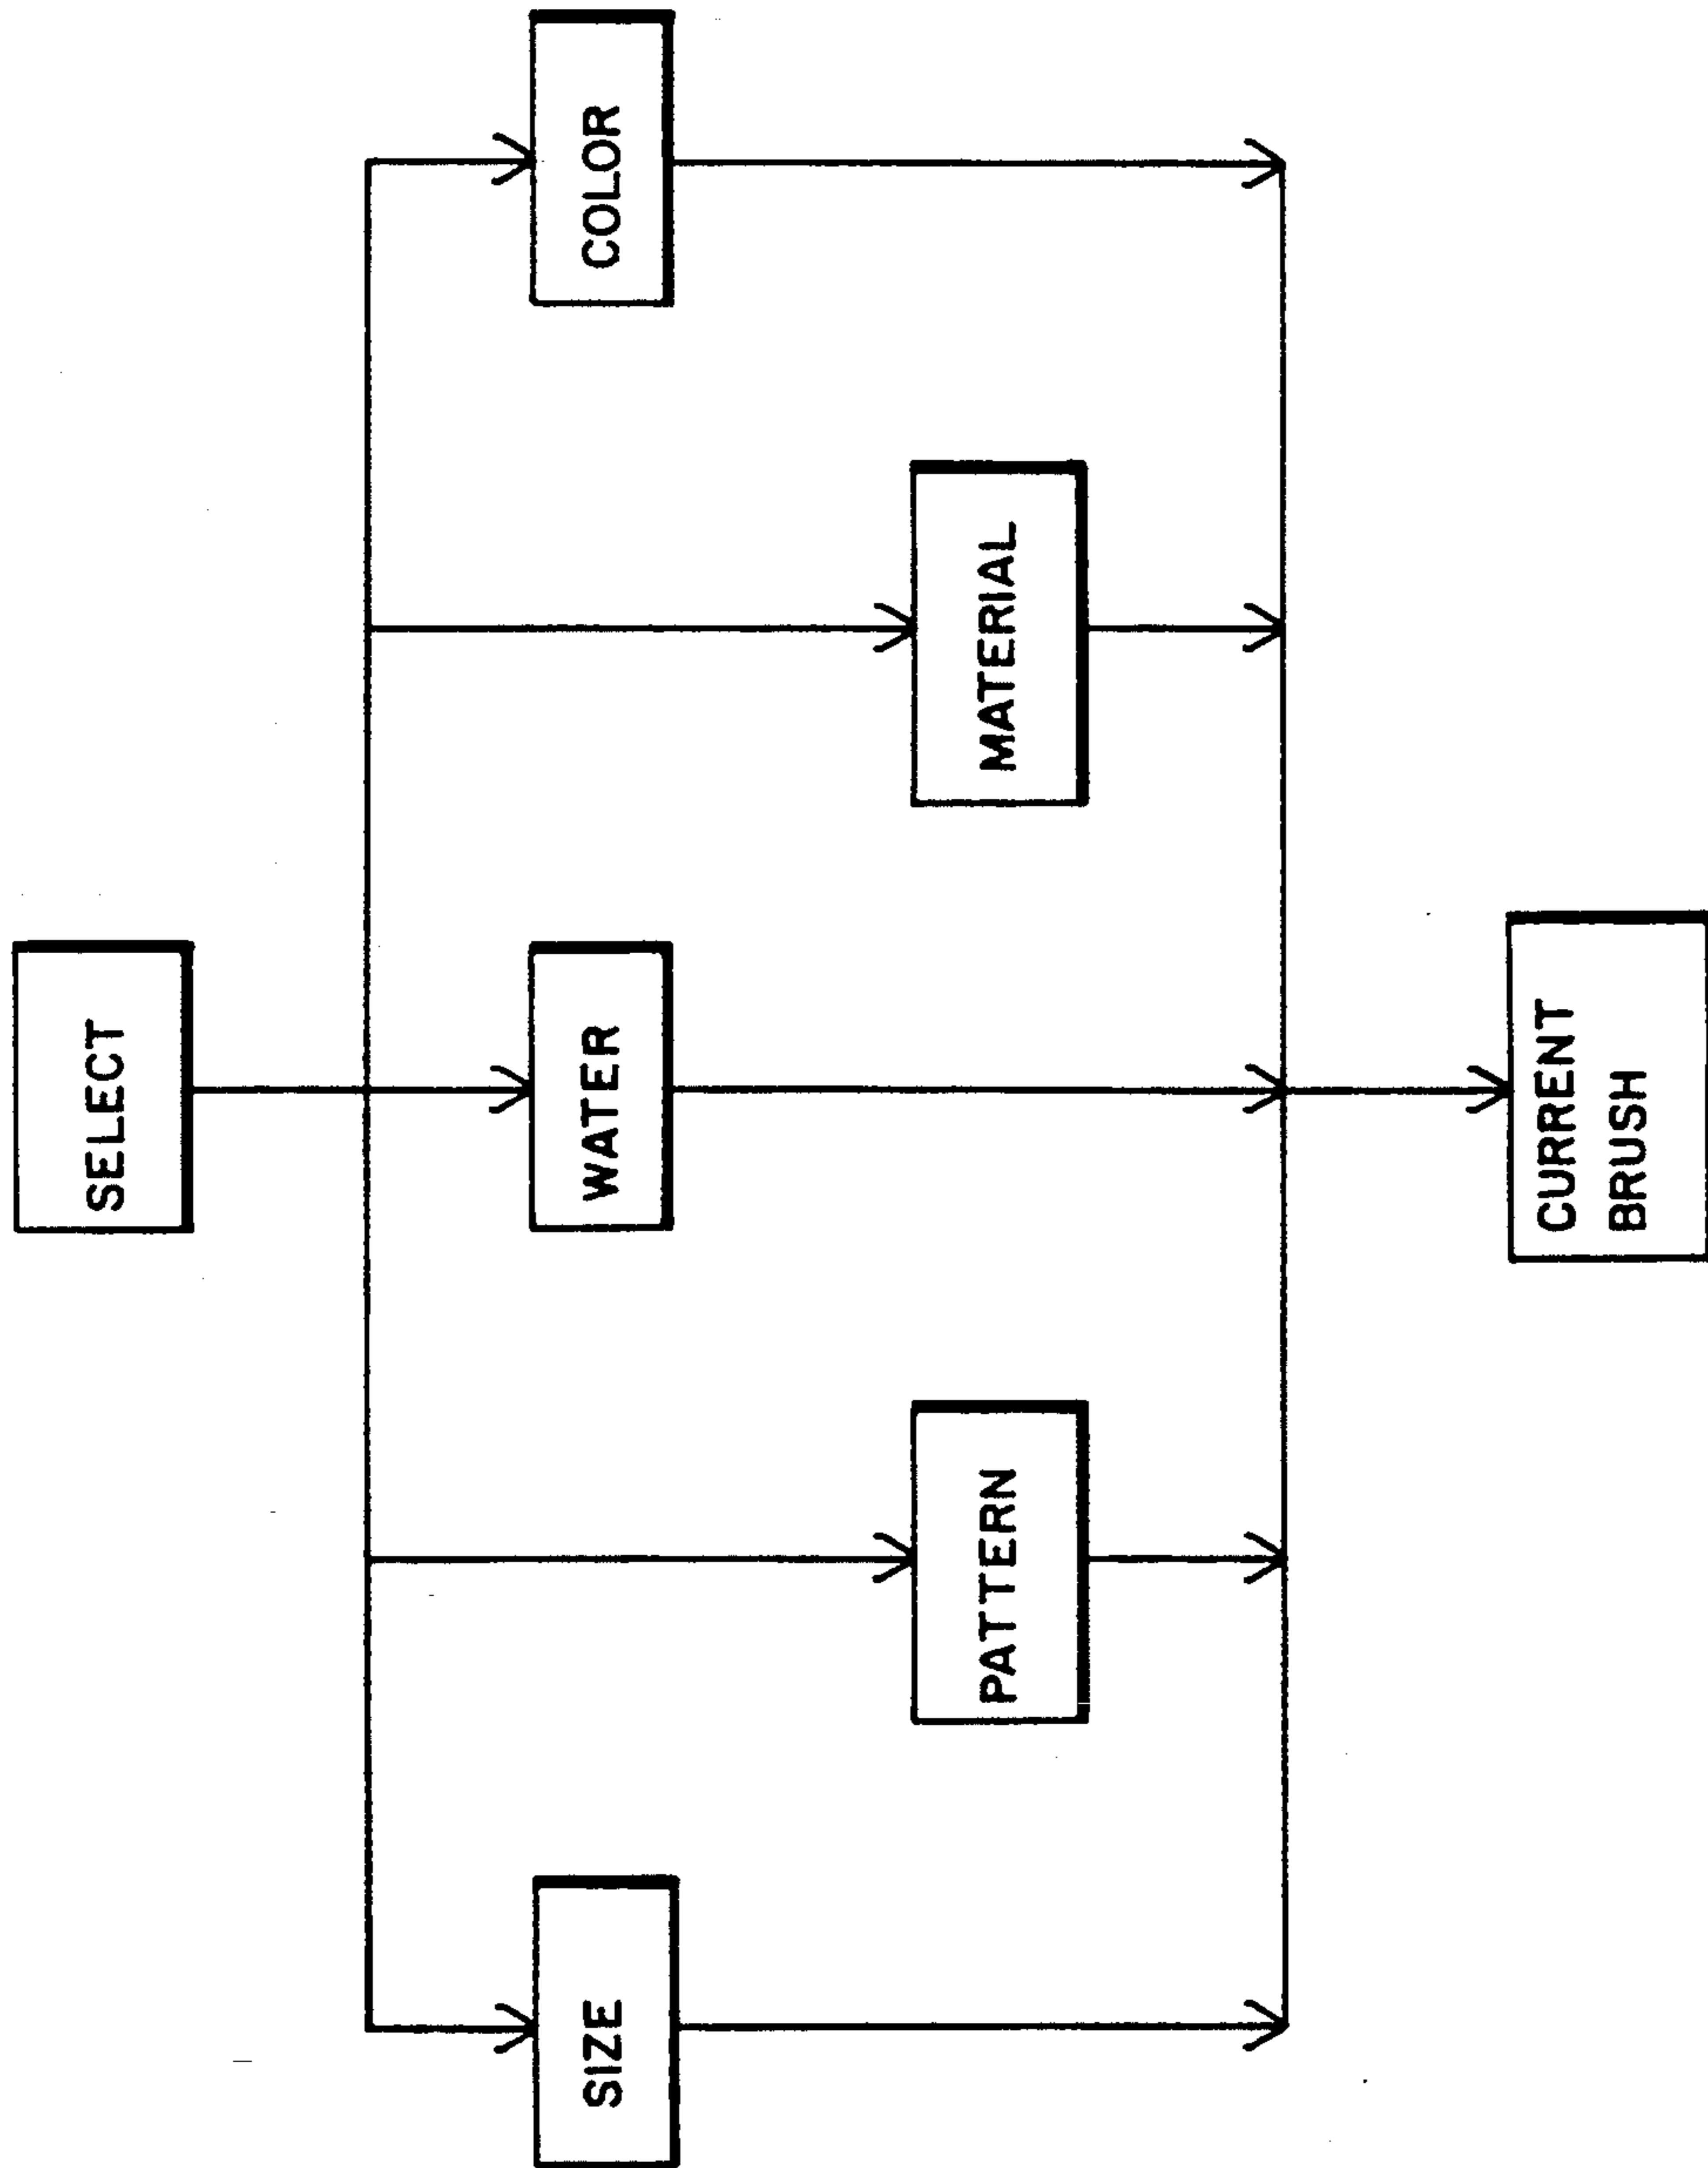 SELECT
COLOR
WATER
SIZE
MATERIAL
PATTERN
CURRENT
BRUSH